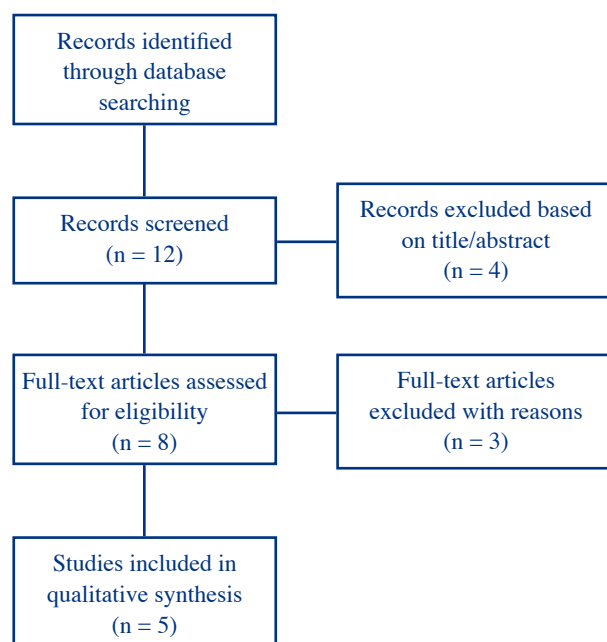 Records identified
through database
searching
Records screened
(n = 12)
Records excluded based
on title/abstract
(n = 4)
Full-text articles assessed
for eligibility
(n = 8)
Full-text articles
excluded with reasons
(n = 3)
Studies included in
qualitative synthesis
(n = 5)